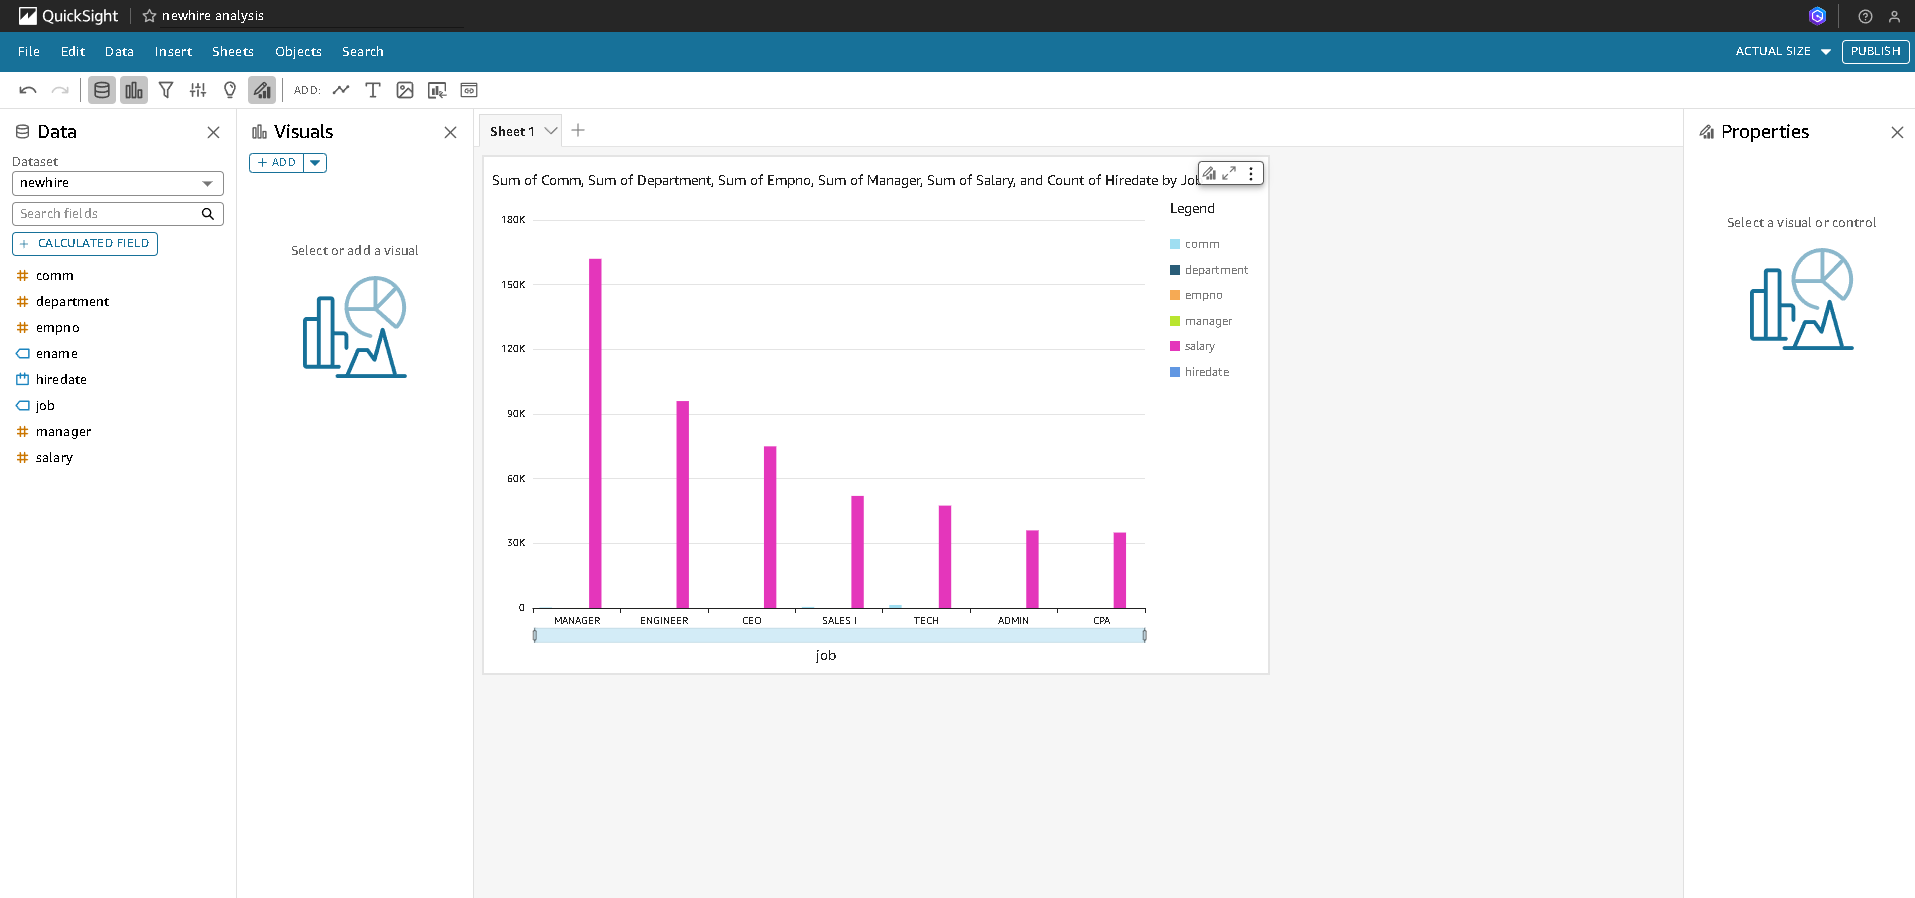 QuickSight newhire analysis
File Edit Data Insert Sheets Objects Search ACTUAL SIZE PUBLISH
ADD:
Data
Dataset
newhire
Search fields
+ CALCULATED FIELD
# comm
# department
# empno
ename
hiredate
job
# manager
# salary
Visuals
+ ADD
Select or add a visual
Sheet 1
Sum of Comm, Sum of Department, Sum of Empno, Sum of Manager, Sum of Salary, and Count of Hiredate by
180K
150K
120K
90K
60K
30K
0
MANAGER ENGINEER CEO SALES I TECH ADMIN CPA
job
Legend
comm
department
empno
manager
salary
hiredate
Properties
Select a visual or control